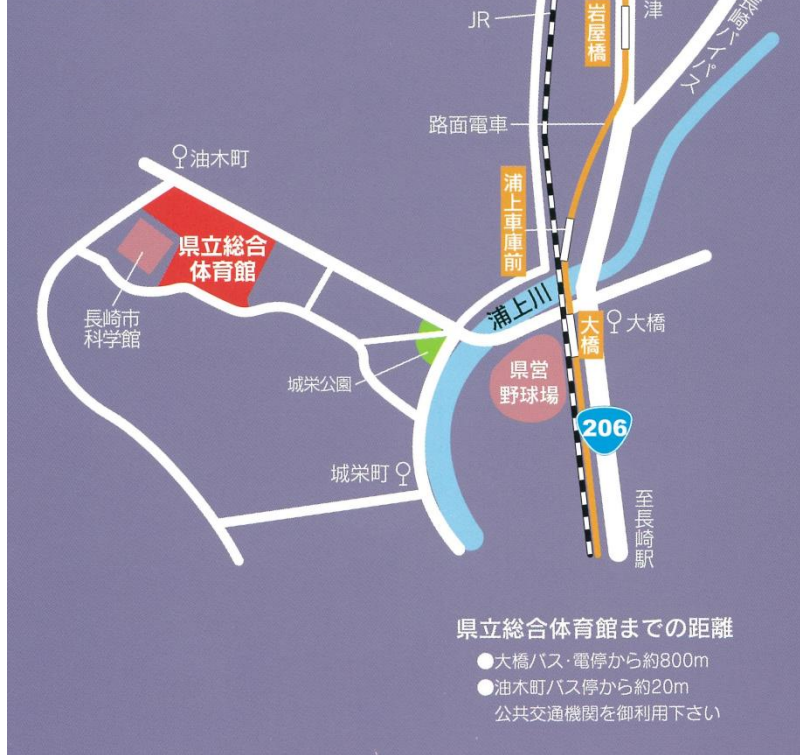 JR
岩屋橋
津
長崎バイパス
路面電車
油木町
浦上車庫前
県立総合
体育館
長崎市
科学館
浦上川
大橋
大橋
城栄公園
県営
野球場
206
城栄町
至長崎駅
県立総合体育館までの距離
●大橋バス・電停から約800m
●油木町バス停から約20m
公共交通機関を御利用下さい